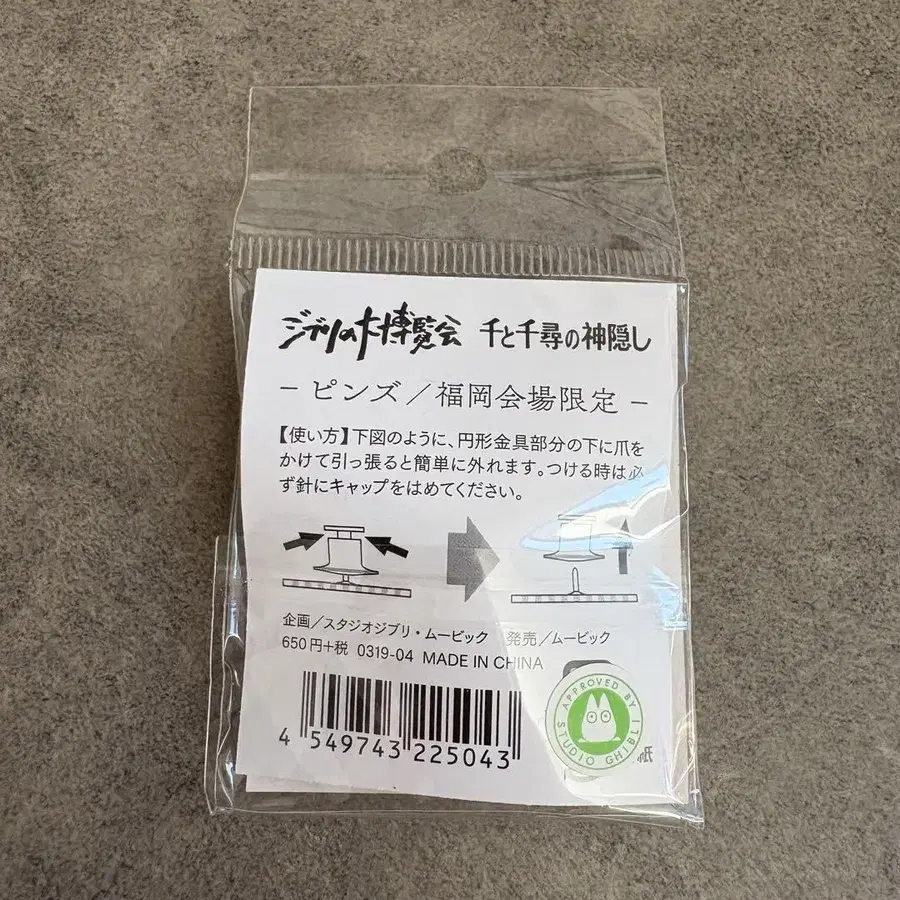 ジブリの大博覧会 千と千尋の神隠し
− ピンズ／福岡会場限定 −
【使い方】下図のように、円形金具部分の下に爪を
かけて引っ張ると簡単に外れます。つける時は必
ず針にキャップをはめてください。
企画／スタジオジブリ・ムービック 発売／ムービック
650円+税 0319-04 MADE IN CHINA
4 549743 225043
APPROVED BY STUDIO GHIBLI